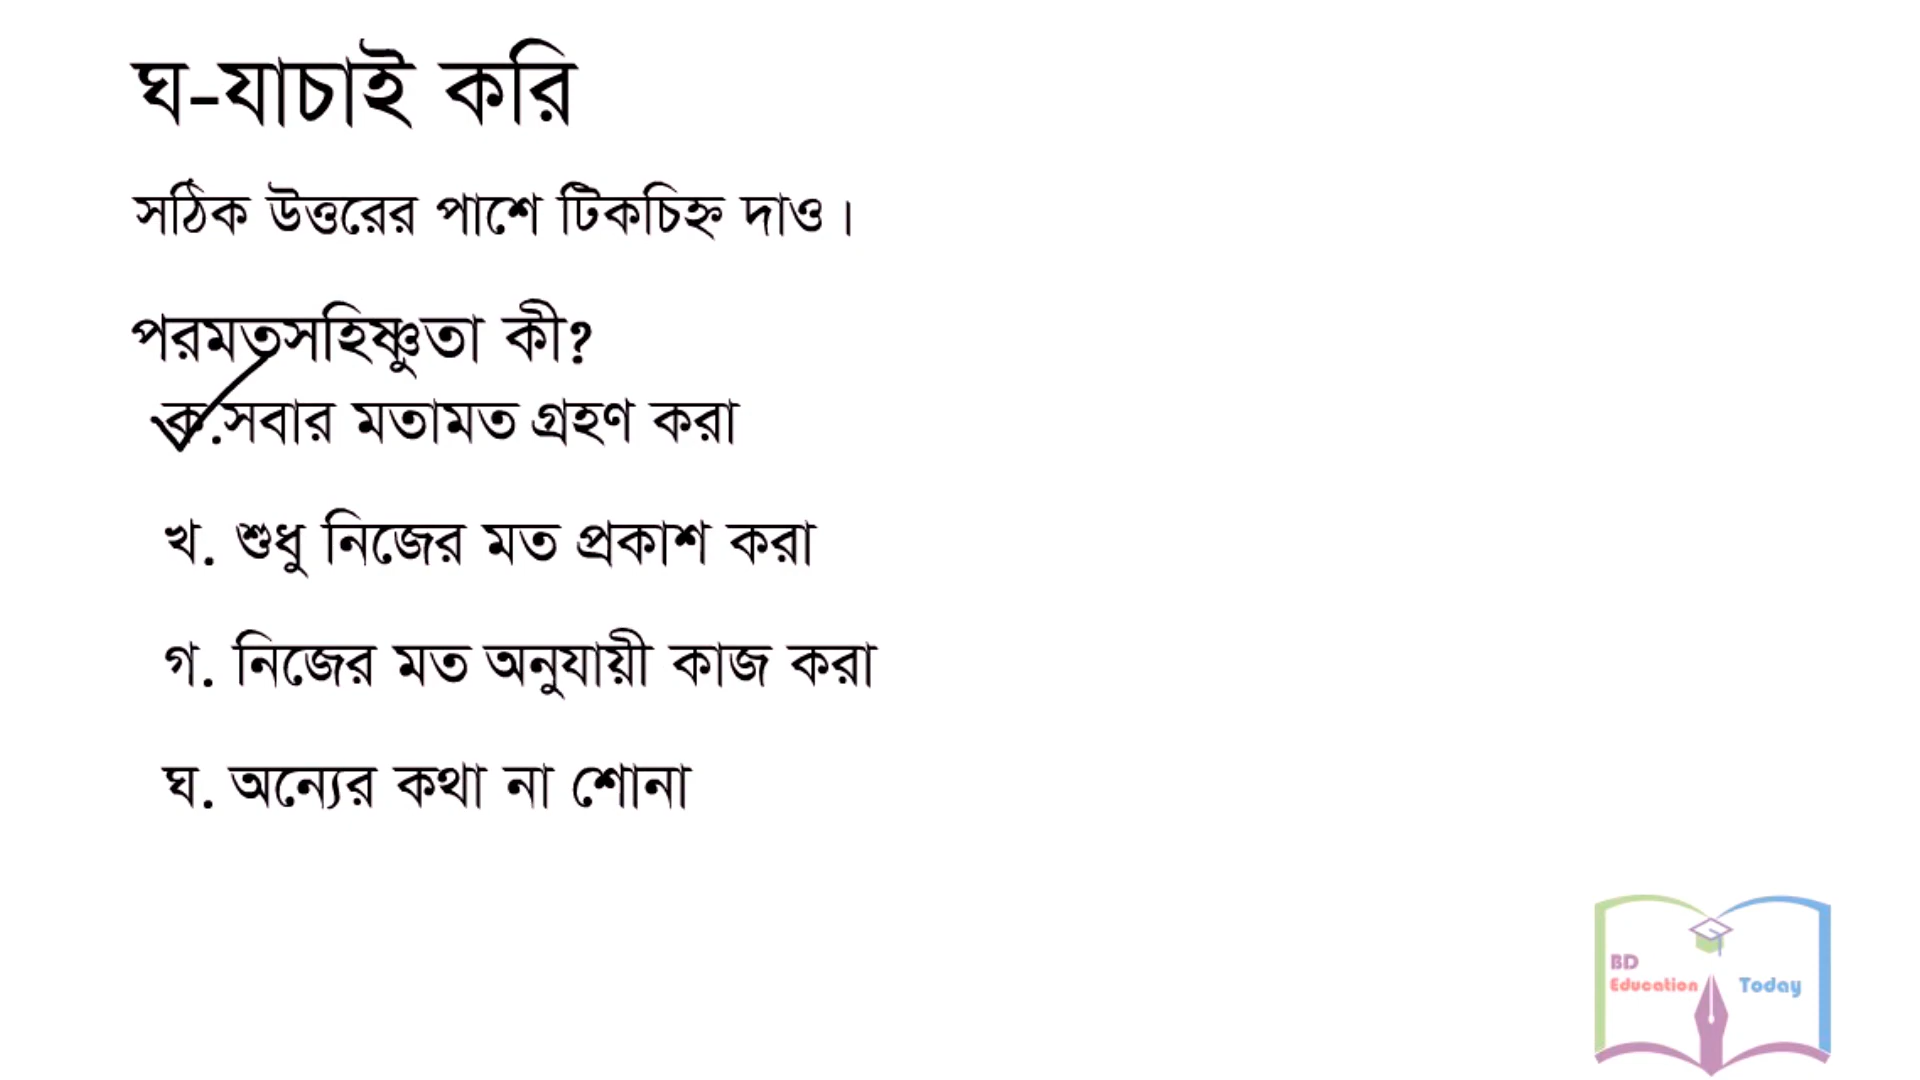 ঘ-যাচাই করি
সঠিক উত্তরের পাশে টিকচিহ্ন দাও।
পরমতসহিষ্ণুতা কী?
ক.সবার মতামত গ্রহণ করা
খ. শুধু নিজের মত প্রকাশ করা
গ. নিজের মত অনুযায়ী কাজ করা
ঘ. অন্যের কথা না শোনা
BD
Education Today